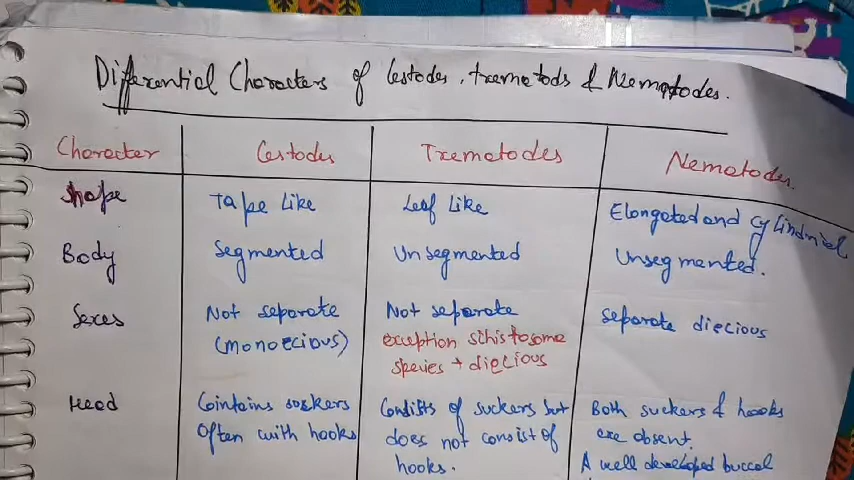 Differential Characters of Cestodes, trematods & Nematodes.
Character Cestodes Trematodes Nematodes.
Shape Tape Like Leaf Like Elongated and cylindrical
Body Segmented Unsegmented Unsegmented.
Sexes Not separate Not separate separate diecious
(monoecious) exception schistosome
species + diecious
Head Contains suckers Consists of suckers but Both suckers & hooks
Often with hooks does not consist of are absent.
hooks. A well developed buccal